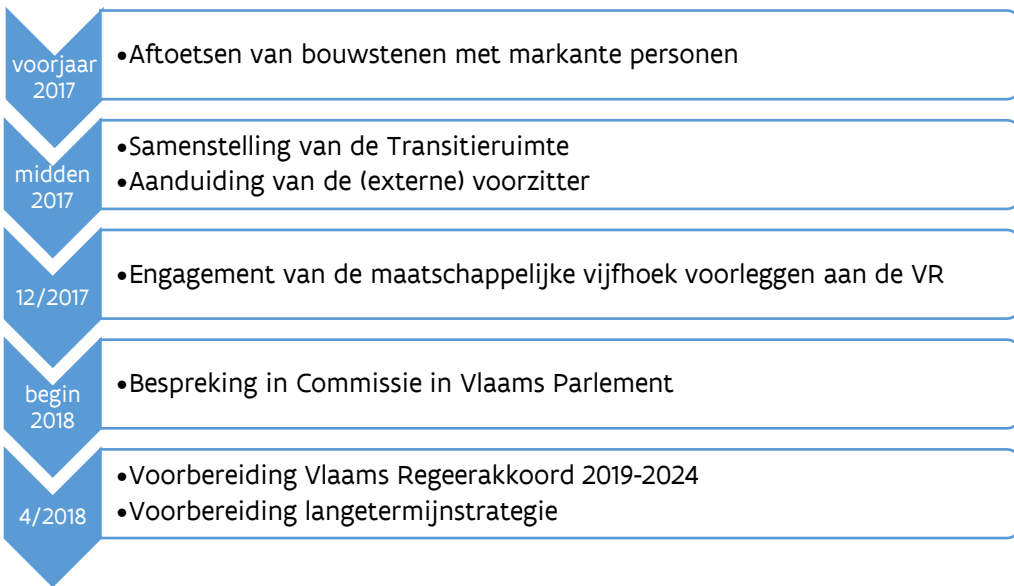 voorjaar
2017
•Aftoetsen van bouwstenen met markante personen
midden
2017
•Samenstelling van de Transitieruimte
•Aanduiding van de (externe) voorzitter
12/2017
•Engagement van de maatschappelijke vijfhoek voorleggen aan de VR
begin
2018
•Bespreking in Commissie in Vlaams Parlement
4/2018
•Voorbereiding Vlaams Regeerakkoord 2019-2024
•Voorbereiding langetermijnstrategie